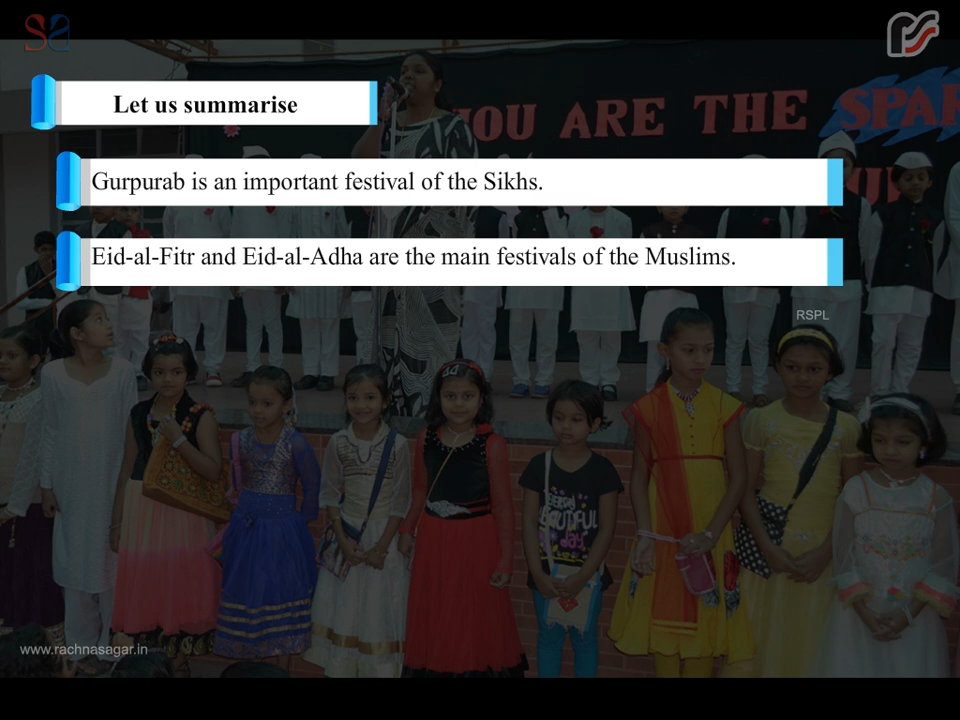 YOU ARE THE SPAR
Let us summarise
Gurpurab is an important festival of the Sikhs.
Eid-al-Fitr and Eid-al-Adha are the main festivals of the Muslims.
RSPL
www.rachnasagar.in